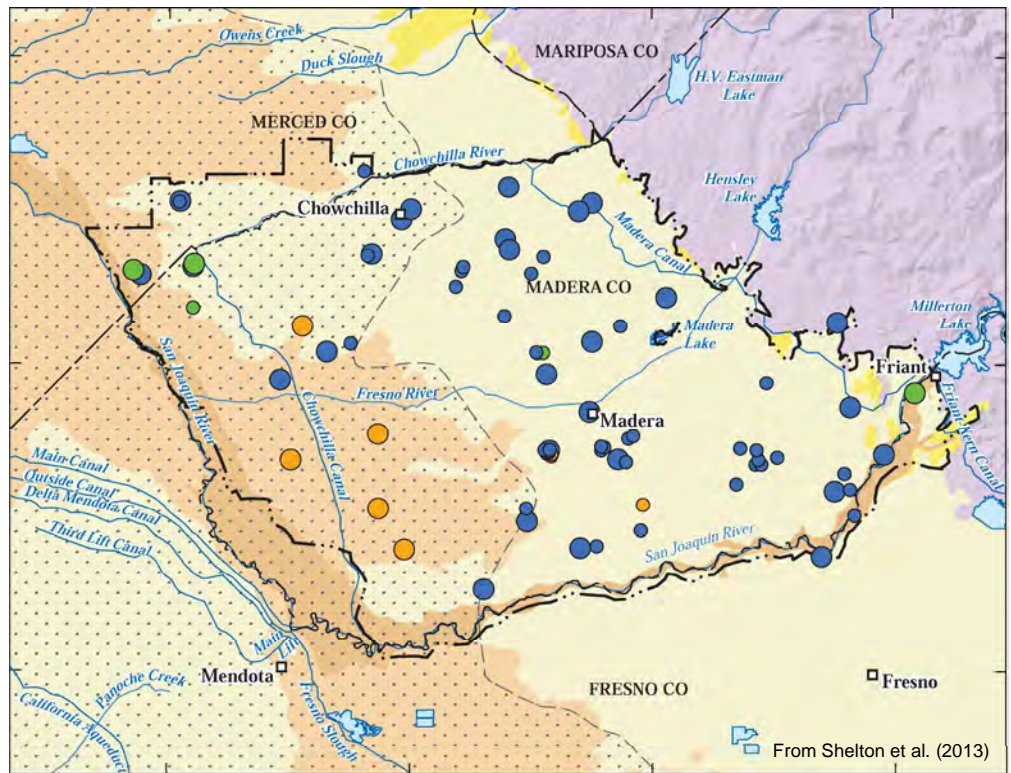 Owens Creek
Duck Slough
MARIPOSA CO
H.V. Eastman
Lake
MERCED CO
Chowchilla River
Hensley
Lake
Chowchilla
Madera Canal
MADERA CO
Millerton
Lake
Madera
Lake
Friant
San Joaquin River
Fresno River
Chowchilla Canal
Madera
Friant Kern Canal
Main Canal
Outside Canal
Delta Mendota Canal
Third Lift Canal
San Joaquin River
Main
Lift
Mendota
Panoche Creek
Fresno Slough
Fresno
FRESNO CO
California Aqueduct
From Shelton et al. (2013)